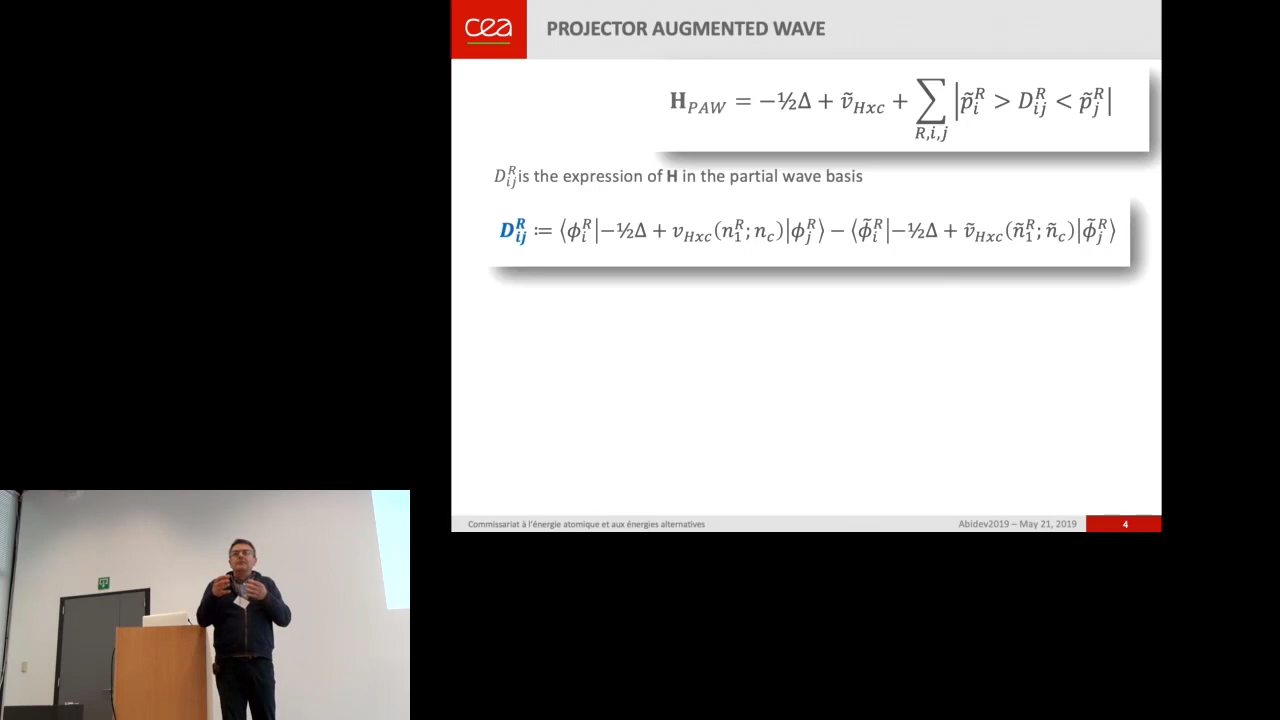 cea
PROJECTOR AUGMENTED WAVE
H_PAW = −½Δ + ṽ_Hxc + ∑_{R,i,j} |p̃_i^R > D_ij^R < p̃_j^R|
D_ij^R is the expression of H in the partial wave basis
D_ij^R := ⟨ϕ_i^R|−½Δ + v_Hxc(n_1^R; n_c)|ϕ_j^R⟩ − ⟨ϕ̃_i^R|−½Δ + ṽ_Hxc(ñ_1^R; ñ_c)|ϕ̃_j^R⟩
Commissariat à l'énergie atomique et aux énergies alternatives
Abidev2019 – May 21, 2019
4